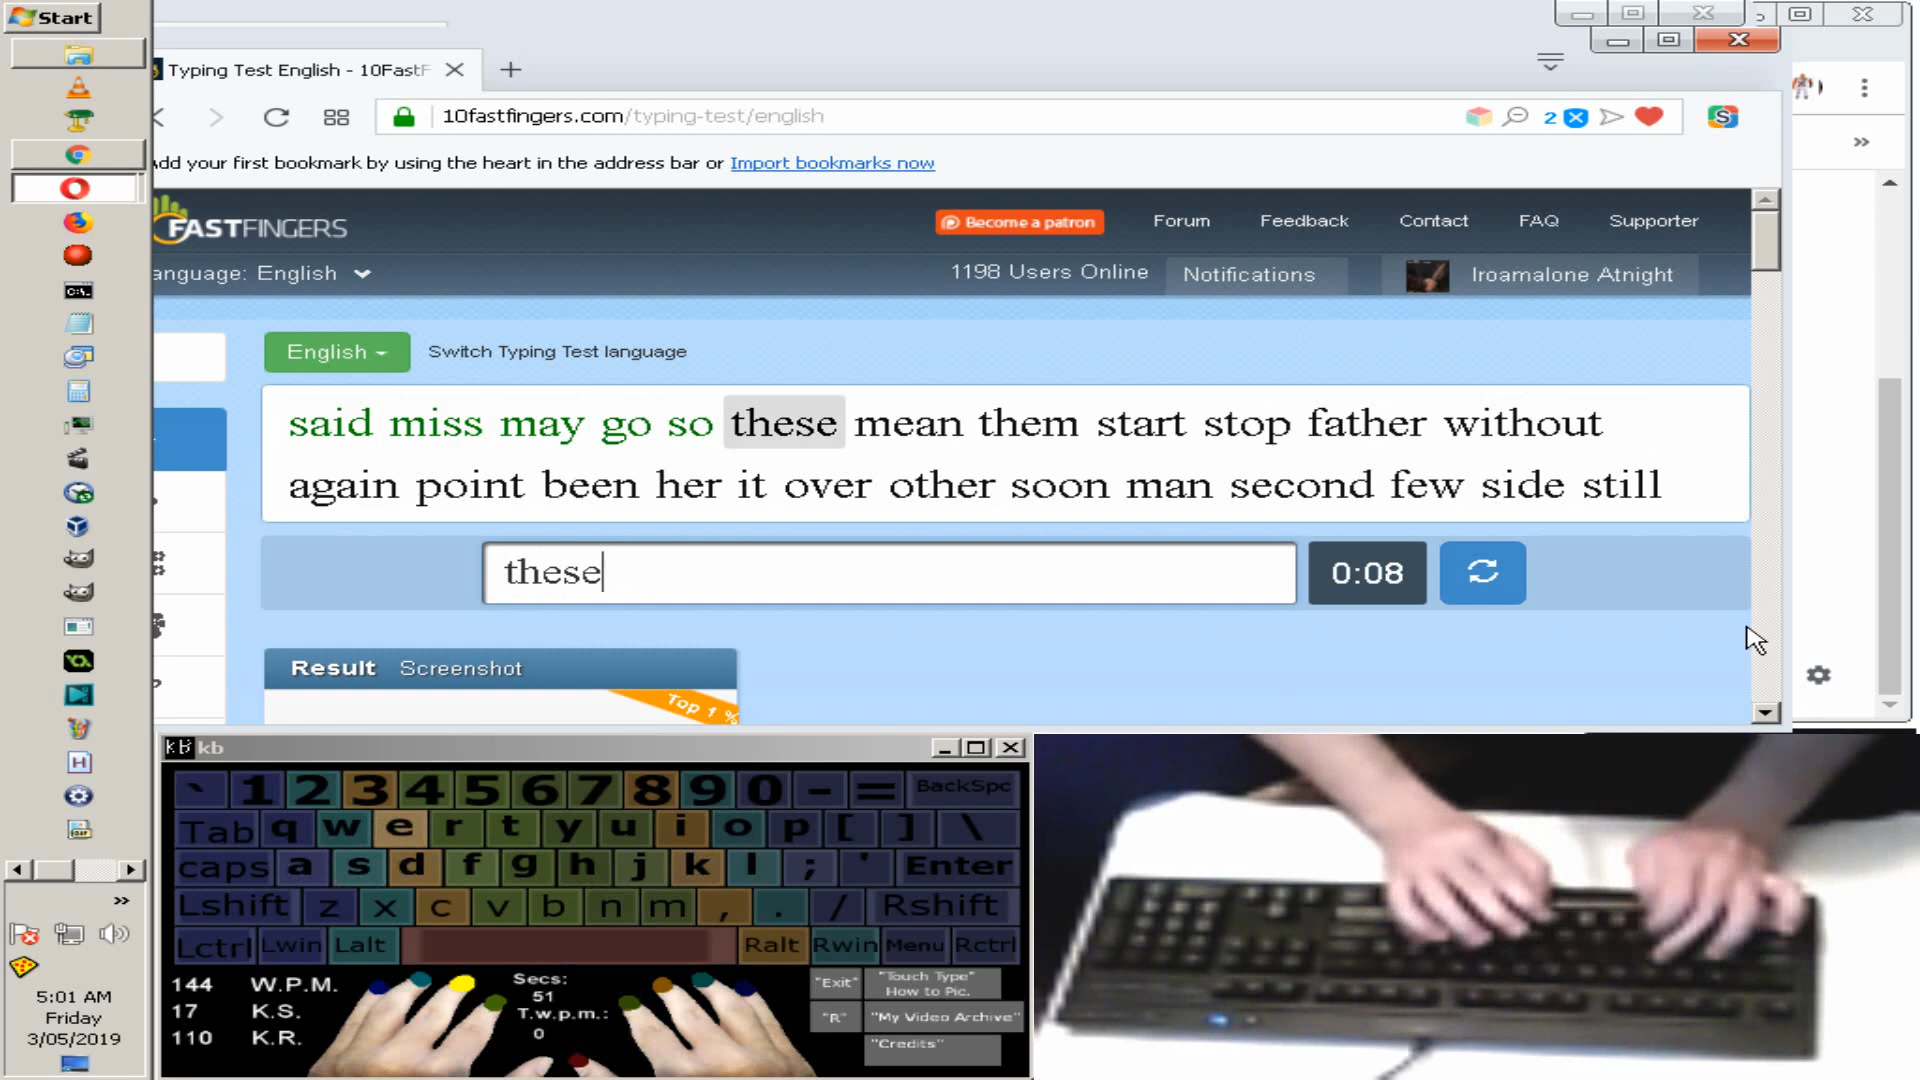 Start
Typing Test English - 10FastF
10fastfingers.com/typing-test/english
2
Add your first bookmark by using the heart in the address bar or Import bookmarks now
FASTFINGERS
Become a patron
Forum
Feedback
Contact
FAQ
Supporter
anguage: English
1198 Users Online
Notifications
Iroamalone Atnight
English
Switch Typing Test language
said miss may go so these mean them start stop father without
again point been her it over other soon man second few side still
these
0:08
Result Screenshot
Top 1 %
kb
` 1 2 3 4 5 6 7 8 9 0 - = BackSpc
Tab q w e r t y u i o p [ ] \
caps a s d f g h j k l ; ' Enter
Lshift z x c v b n m , . / Rshift
Lctrl Lwin Lalt Ralt Rwin Menu Rctrl
144 W.P.M.
17 K.S.
110 K.R.
Secs:
51
T.w.p.m.:
0
"Exit"
"Touch Type"
How to Pic.
"R"
"My Video Archive"
"Credits"
5:01 AM
Friday
3/05/2019